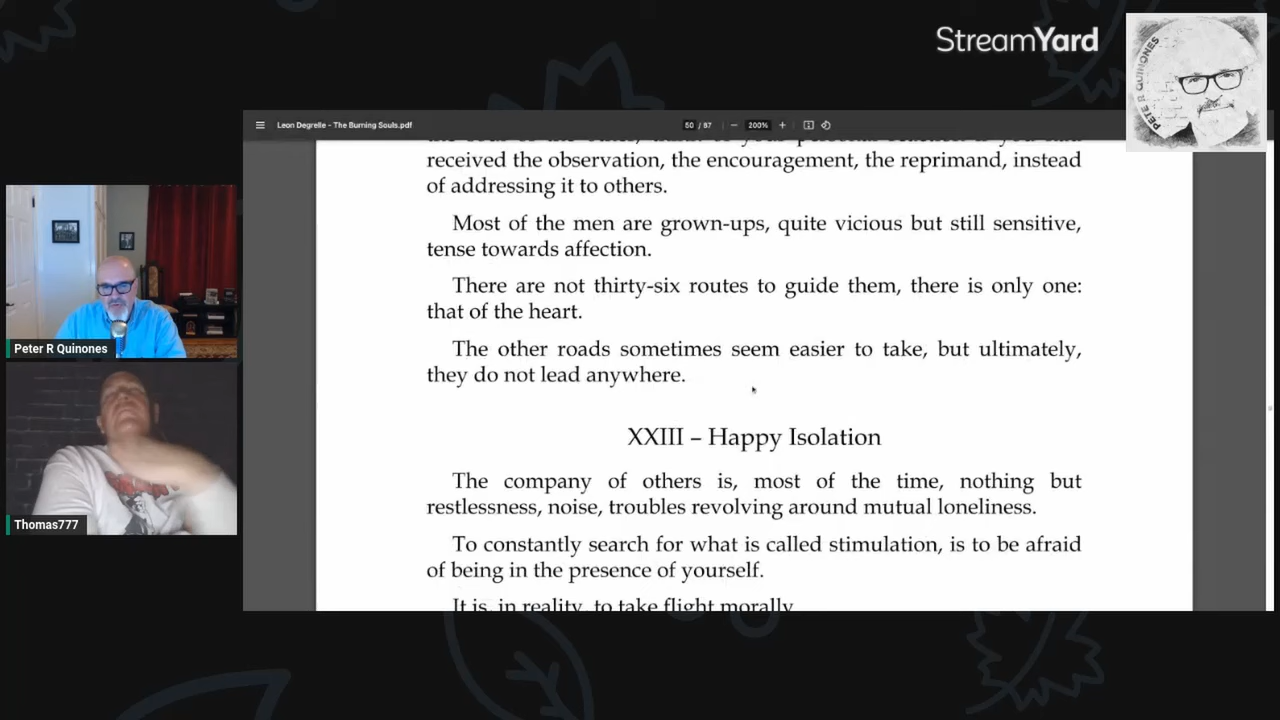 StreamYard
PETER R QUINONES
Leon Degrelle - The Burning Souls.pdf
50 / 87
200%
received the observation, the encouragement, the reprimand, instead
of addressing it to others.
Most of the men are grown-ups, quite vicious but still sensitive,
tense towards affection.
There are not thirty-six routes to guide them, there is only one:
that of the heart.
The other roads sometimes seem easier to take, but ultimately,
they do not lead anywhere.
XXIII – Happy Isolation
The company of others is, most of the time, nothing but
restlessness, noise, troubles revolving around mutual loneliness.
To constantly search for what is called stimulation, is to be afraid
of being in the presence of yourself.
It is, in reality, to take flight morally
Peter R Quinones
Thomas777